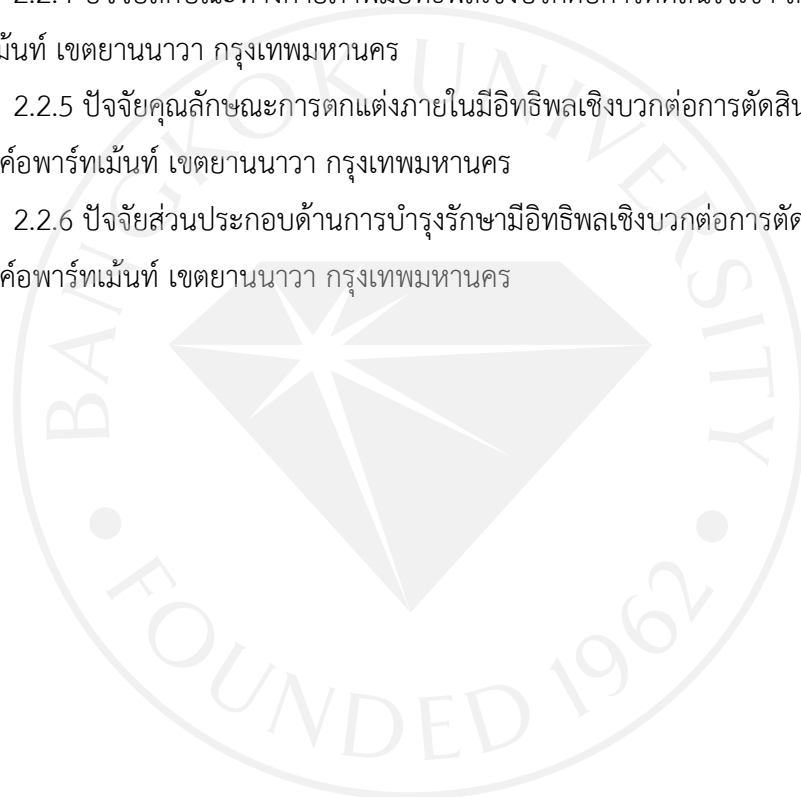 ม้นท์ เขตยานนาวา กรุงเทพมหานคร
2.2.5 ปัจจัยคุณลักษณะการตกแต่งภายในมีอิทธิพลเชิงบวกต่อการตัดสิน
ค์อพาร์ทเม้นท์ เขตยานนาวา กรุงเทพมหานคร
2.2.6 ปัจจัยส่วนประกอบด้านการบำรุงรักษามีอิทธิพลเชิงบวกต่อการตัด
ค์อพาร์ทเม้นท์ เขตยานนาวา กรุงเทพมหานคร
BANGKOK UNIVERSITY
FOUNDED 1962